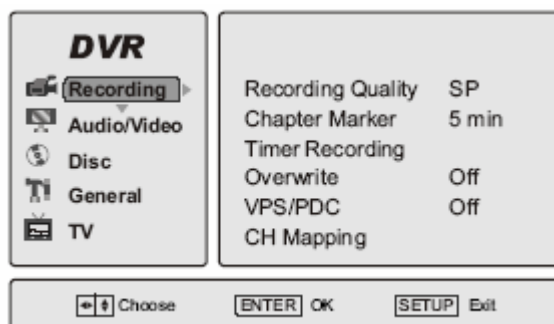 DVR
Recording
Audio/Video
Disc
General
TV
Recording Quality SP
Chapter Marker 5 min
Timer Recording
Overwrite Off
VPS/PDC Off
CH Mapping
Choose ENTER OK SETUP Exit